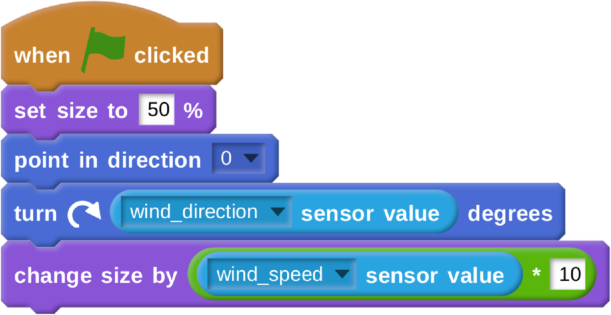 when clicked
set size to 50 %
point in direction 0
turn wind_direction sensor value degrees
change size by wind_speed sensor value * 10